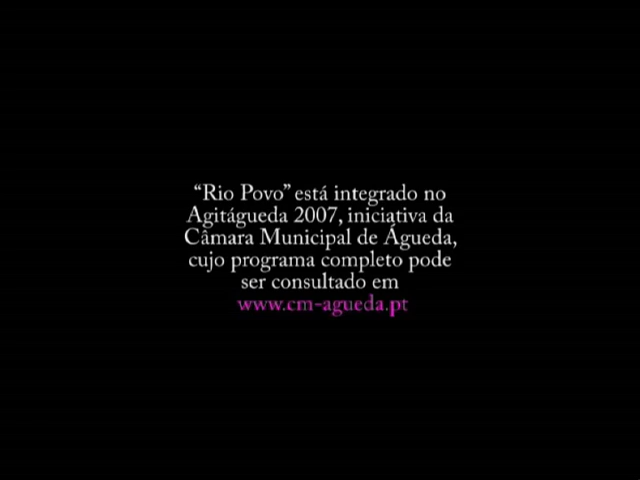 “Rio Povo” está integrado no
Agitágueda 2007, iniciativa da
Câmara Municipal de Águeda,
cujo programa completo pode
ser consultado em
www.cm-agueda.pt